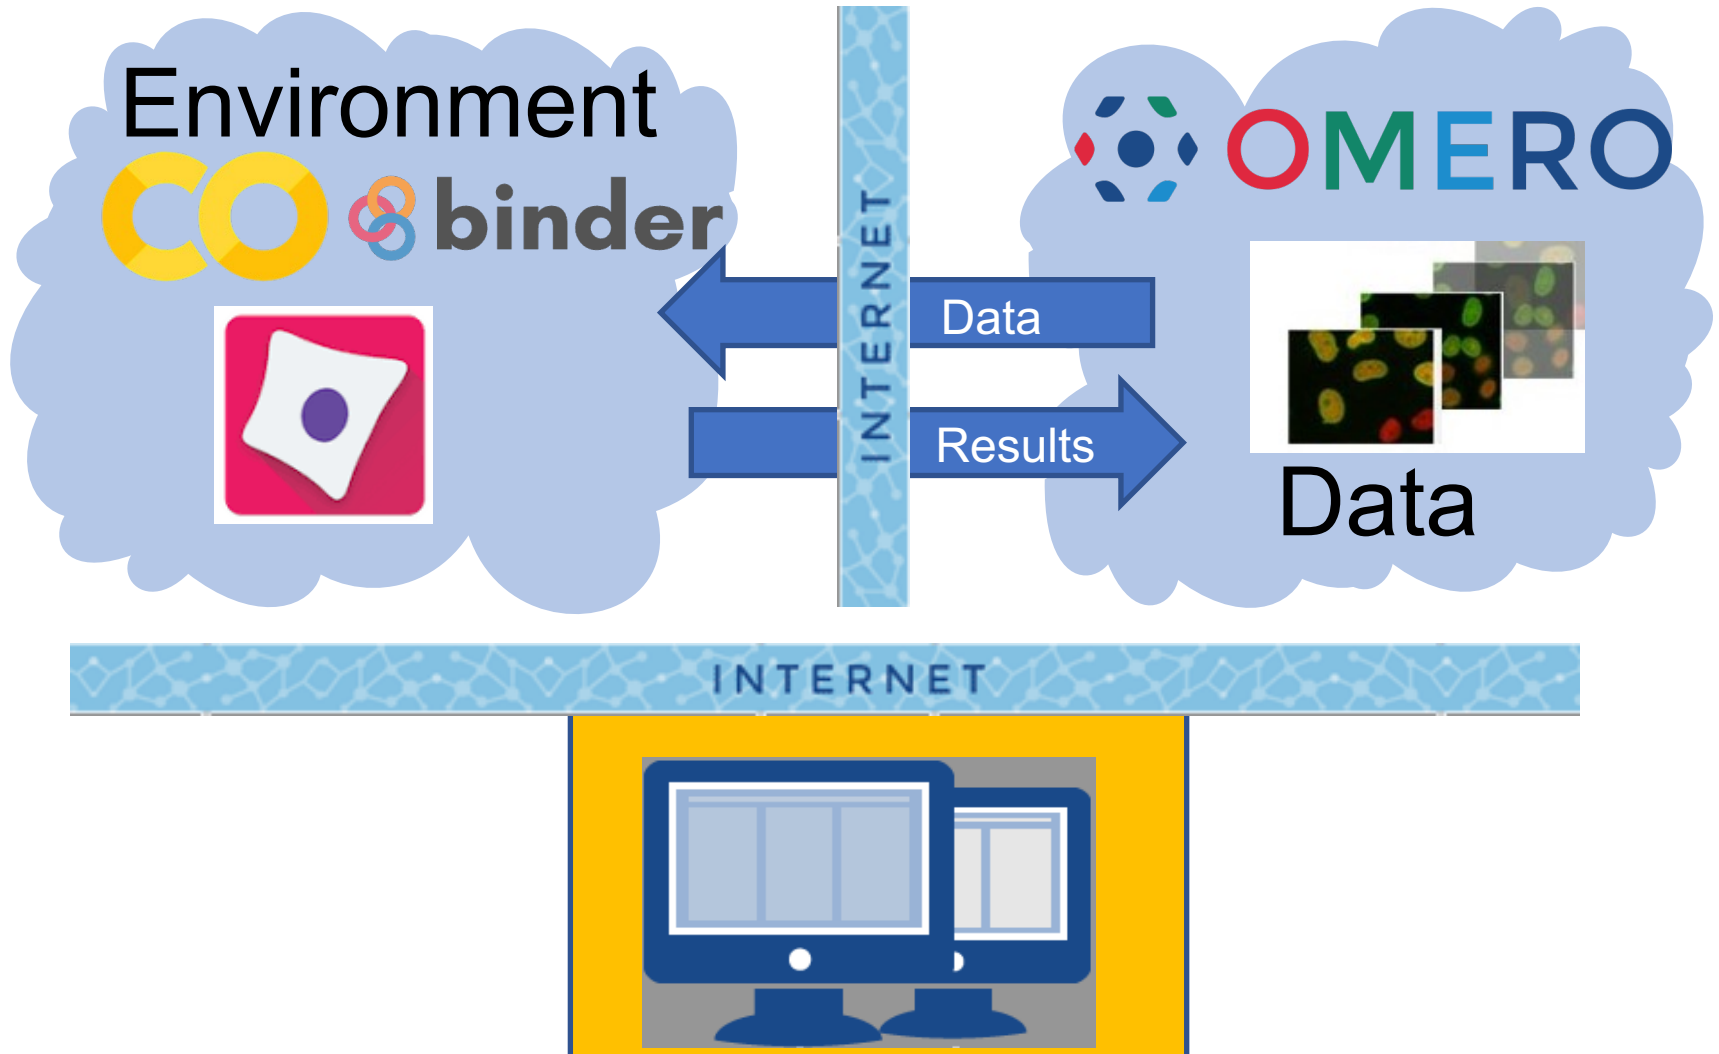 Environment
CO binder
OMERO
INTERNET
Data
Results
Data
INTERNET